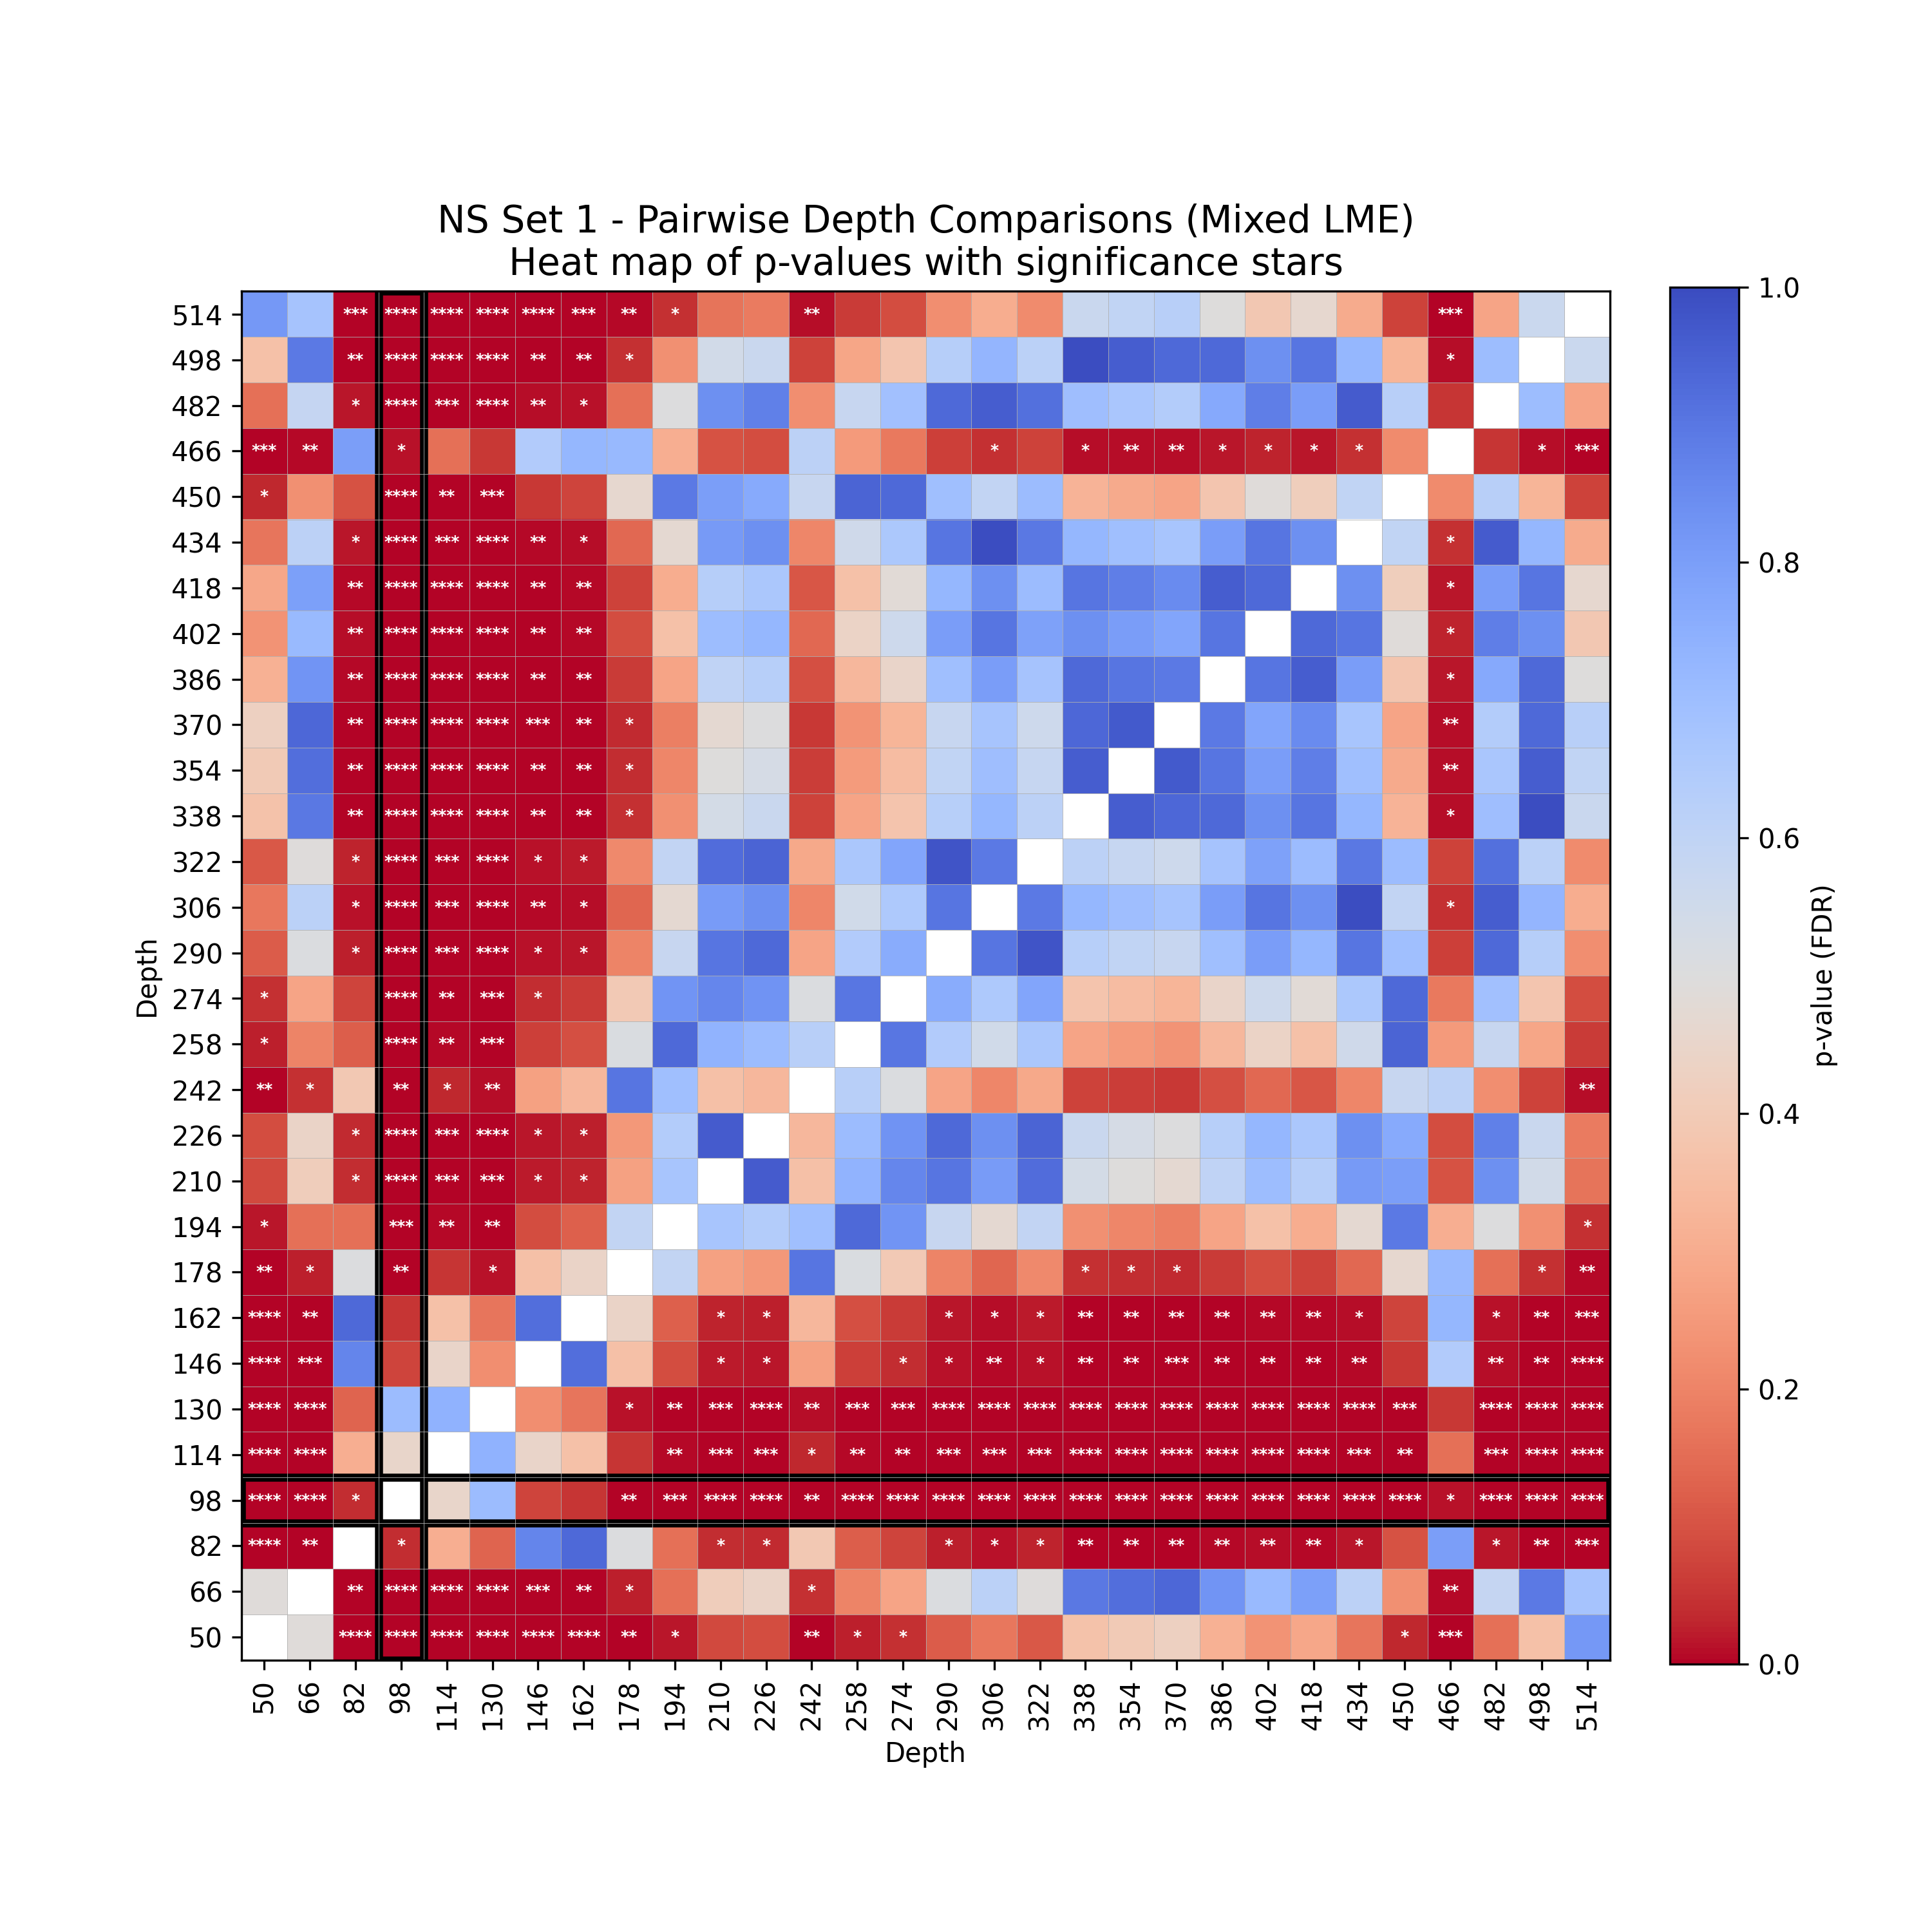 NS Set 1 - Pairwise Depth Comparisons (Mixed LME)
Heat map of p-values with significance stars
514 *** **** **** **** **** *** ** * ** ***
498 ** **** **** **** ** ** * *
482 * **** *** **** ** *
466 *** ** * * * ** ** * * * * * ***
450 * **** ** ***
434 * **** *** **** ** * *
418 ** **** **** **** ** ** *
402 ** **** **** **** ** ** *
386 ** **** **** **** ** ** *
370 ** **** **** **** *** ** * **
354 ** **** **** **** ** ** * **
338 ** **** **** **** ** ** * *
322 * **** *** **** * *
306 * **** *** **** ** * *
290 * **** *** **** * *
274 * **** ** *** *
258 * **** ** ***
242 ** * ** * ** **
226 * **** *** **** * *
210 * **** *** *** * *
194 * *** ** ** *
178 ** * ** * * * * * **
162 **** ** * * * * * ** ** ** ** ** ** * * ** ***
146 **** *** * * * * ** * ** ** *** ** ** ** ** ** ** ****
130 **** **** * ** *** **** ** *** *** **** **** **** **** **** **** **** **** **** **** *** **** **** ****
114 **** **** ** *** *** * ** ** *** *** *** **** **** **** **** **** **** *** ** *** **** ****
98 **** **** * ** *** **** **** ** **** **** **** **** **** **** **** **** **** **** **** **** **** * **** **** ****
82 **** ** * * * * * * ** ** ** ** ** ** * * ** ***
66 ** **** **** **** *** ** * * **
50 **** **** **** **** **** **** ** * ** * * * ***
50 66 82 98 114 130 146 162 178 194 210 226 242 258 274 290 306 322 338 354 370 386 402 418 434 450 466 482 498 514
Depth
Depth
1.0
0.8
0.6
0.4
0.2
0.0
p-value (FDR)